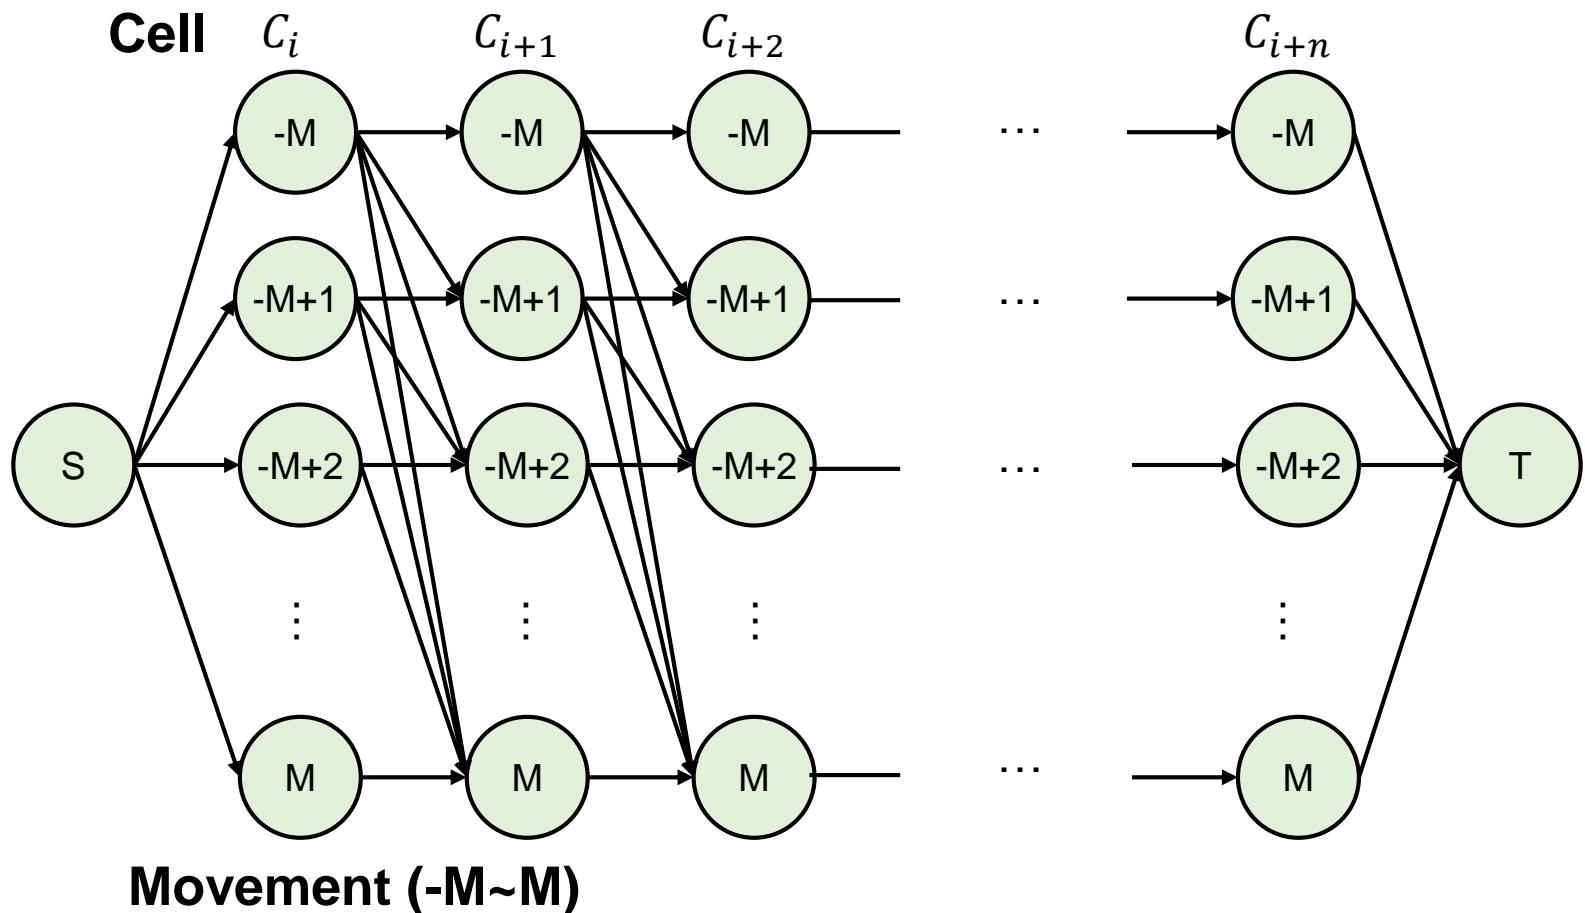 Cell C_i C_{i+1} C_{i+2} C_{i+n}
-M -M -M ... -M
-M+1 -M+1 -M+1 ... -M+1
S -M+2 -M+2 -M+2 ... -M+2 T
⋮ ⋮ ⋮ ⋮
M M M ... M
Movement (-M~M)